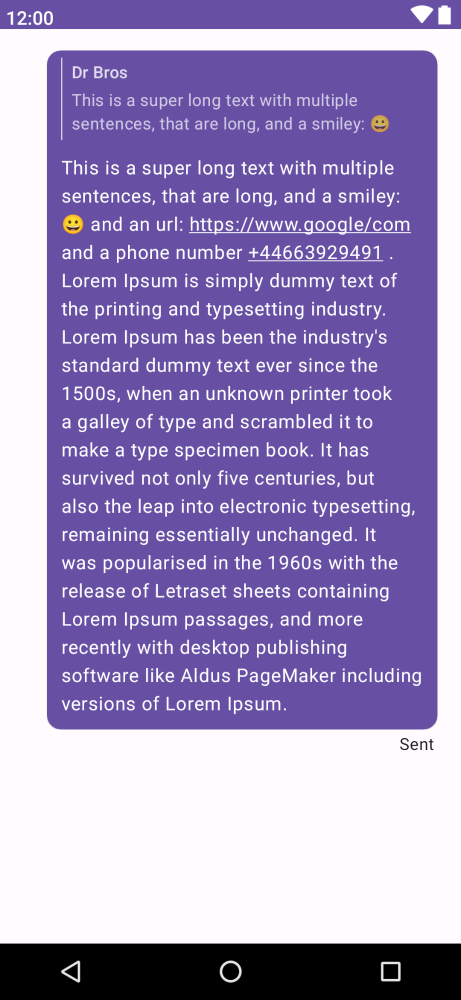 12:00
Dr Bros
This is a super long text with multiple
sentences, that are long, and a smiley: 😀
This is a super long text with multiple
sentences, that are long, and a smiley:
😀 and an url: https://www.google/com
and a phone number +44663929491 .
Lorem Ipsum is simply dummy text of
the printing and typesetting industry.
Lorem Ipsum has been the industry's
standard dummy text ever since the
1500s, when an unknown printer took
a galley of type and scrambled it to
make a type specimen book. It has
survived not only five centuries, but
also the leap into electronic typesetting,
remaining essentially unchanged. It
was popularised in the 1960s with the
release of Letraset sheets containing
Lorem Ipsum passages, and more
recently with desktop publishing
software like Aldus PageMaker including
versions of Lorem Ipsum.
Sent